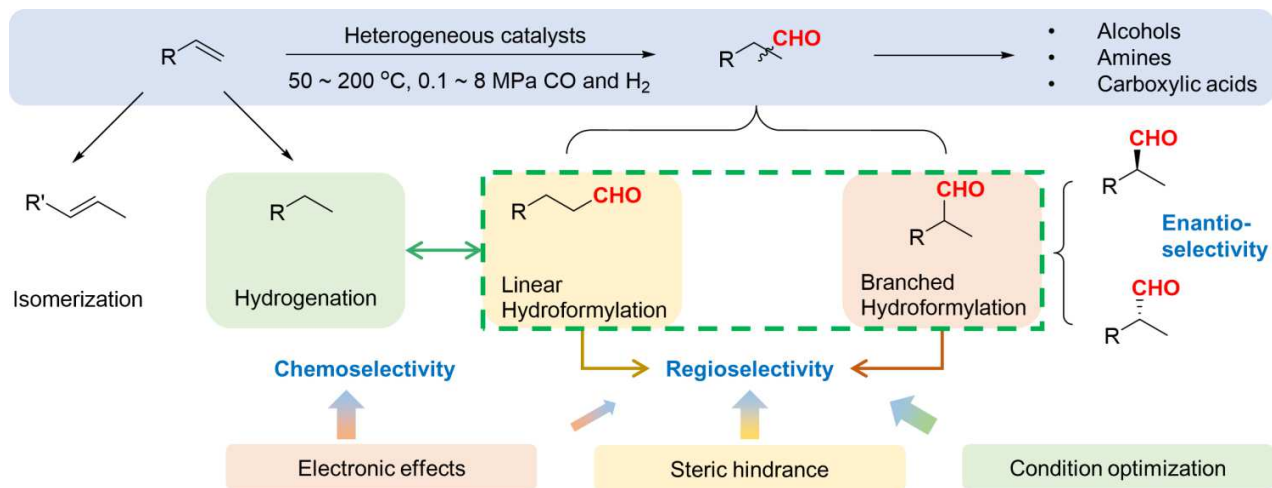 Heterogeneous catalysts
50 ~ 200 °C, 0.1 ~ 8 MPa CO and H₂
R
R
CHO
• Alcohols
• Amines
• Carboxylic acids
R'
Isomerization
R
Hydrogenation
R
CHO
Linear
Hydroformylation
CHO
R
Branched
Hydroformylation
CHO
R
Enantio-
selectivity
CHO
R
Chemoselectivity
Regioselectivity
Electronic effects
Steric hindrance
Condition optimization